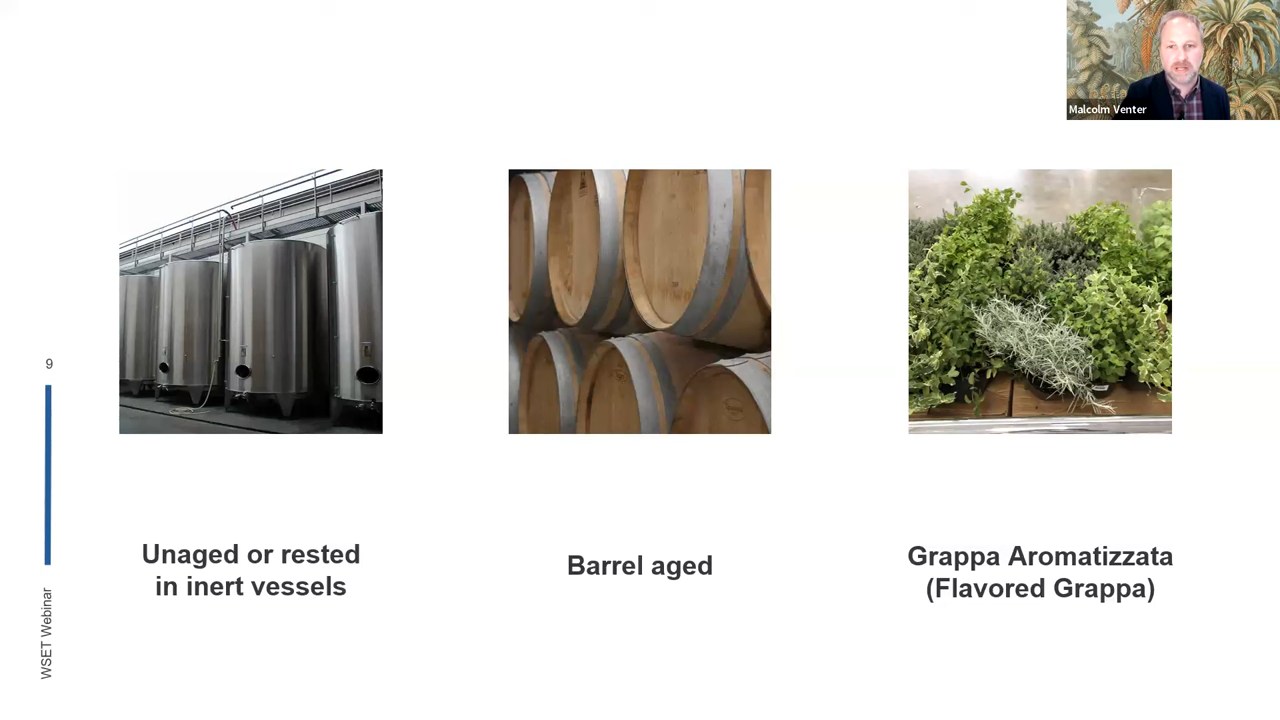 Malcolm Venter
9
WSET Webinar
Unaged or rested
in inert vessels
Barrel aged
Grappa Aromatizzata
(Flavored Grappa)